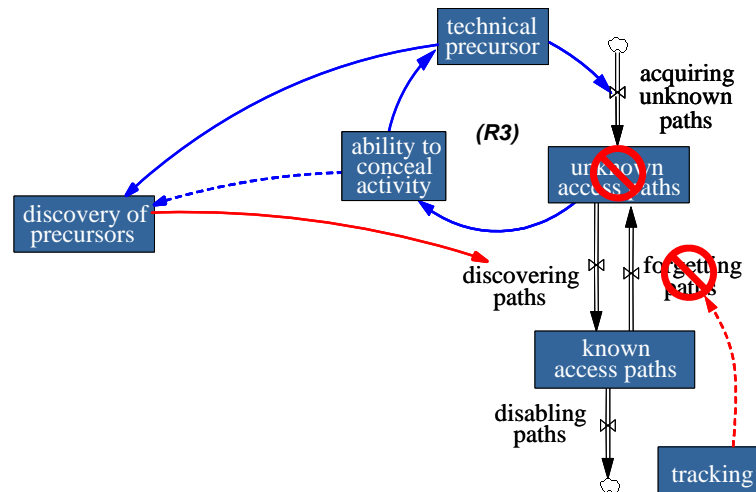 technical
precursor
acquiring
unknown
paths
(R3)
ability to
conceal
activity
unknown
access paths
discovery of
precursors
discovering
paths
forgetting
paths
known
access paths
disabling
paths
tracking